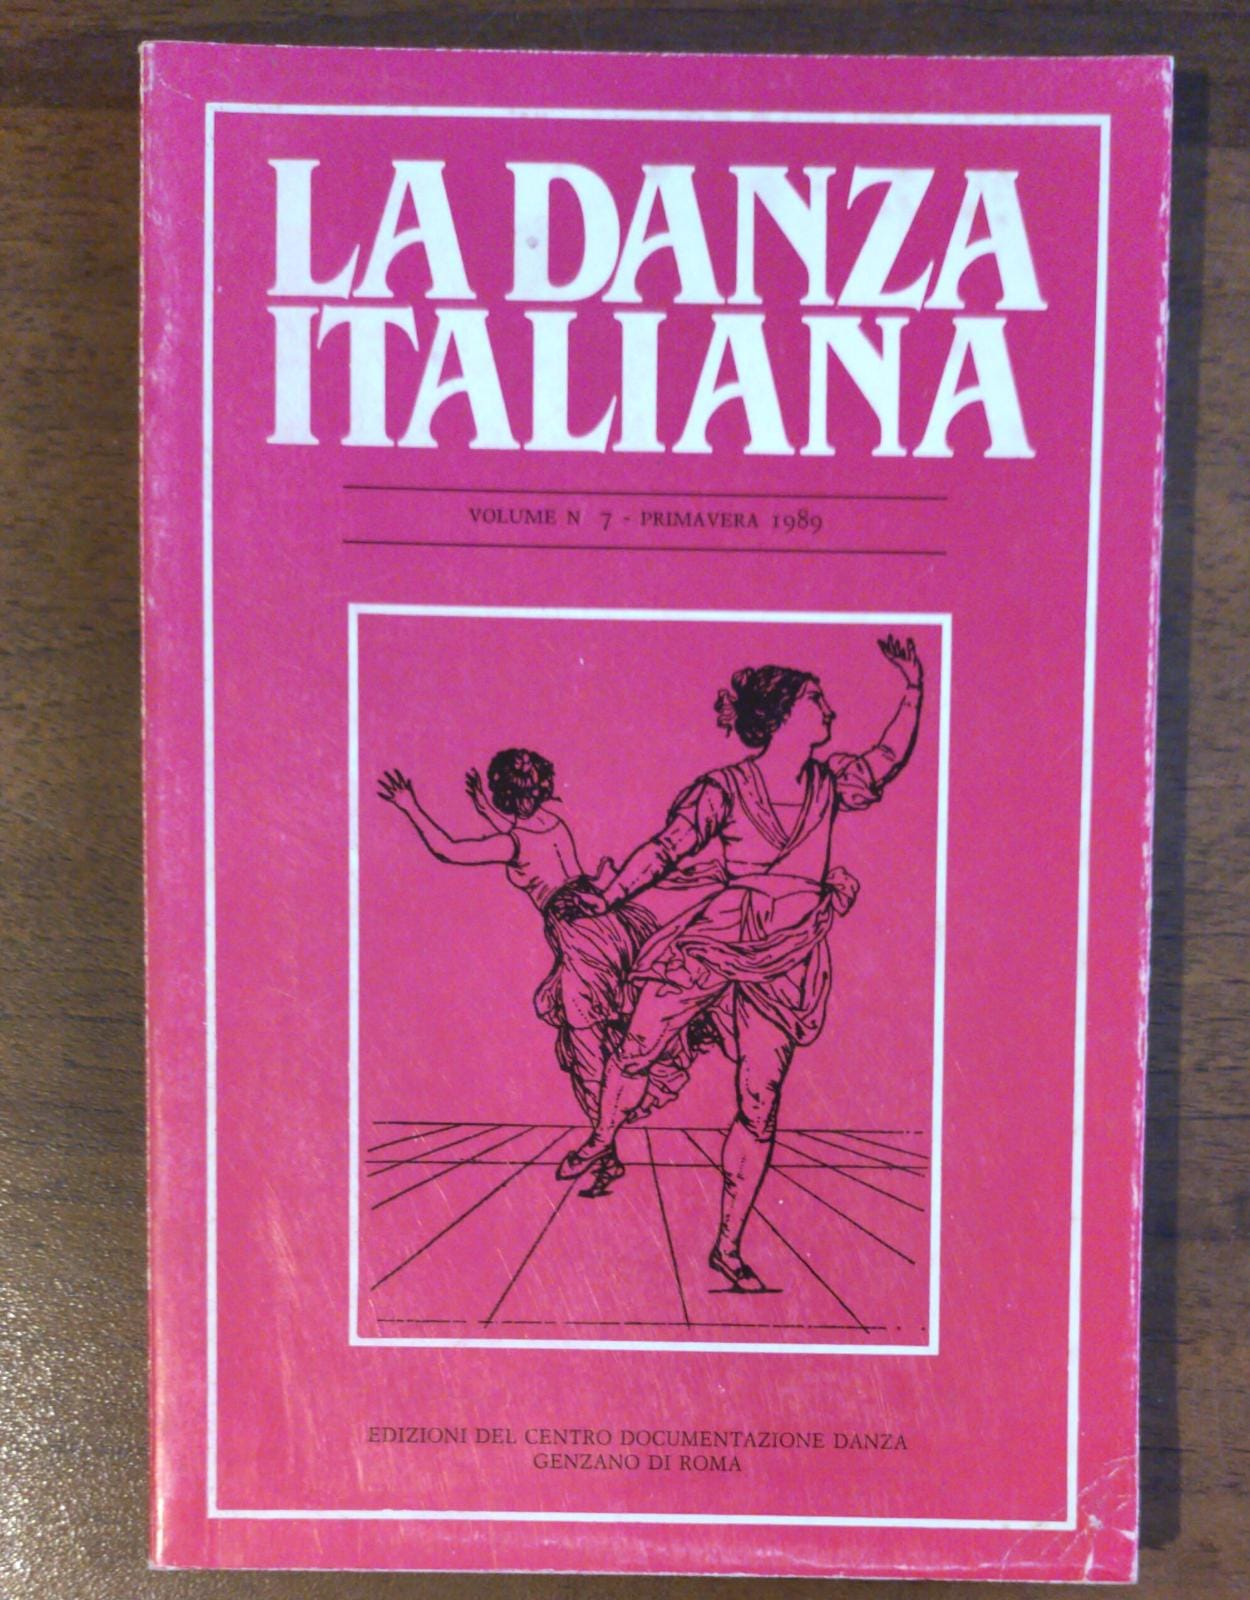 LA DANZA
ITALIANA
VOLUME N 7 - PRIMAVERA 1989
EDIZIONI DEL CENTRO DOCUMENTAZIONE DANZA
GENZANO DI ROMA